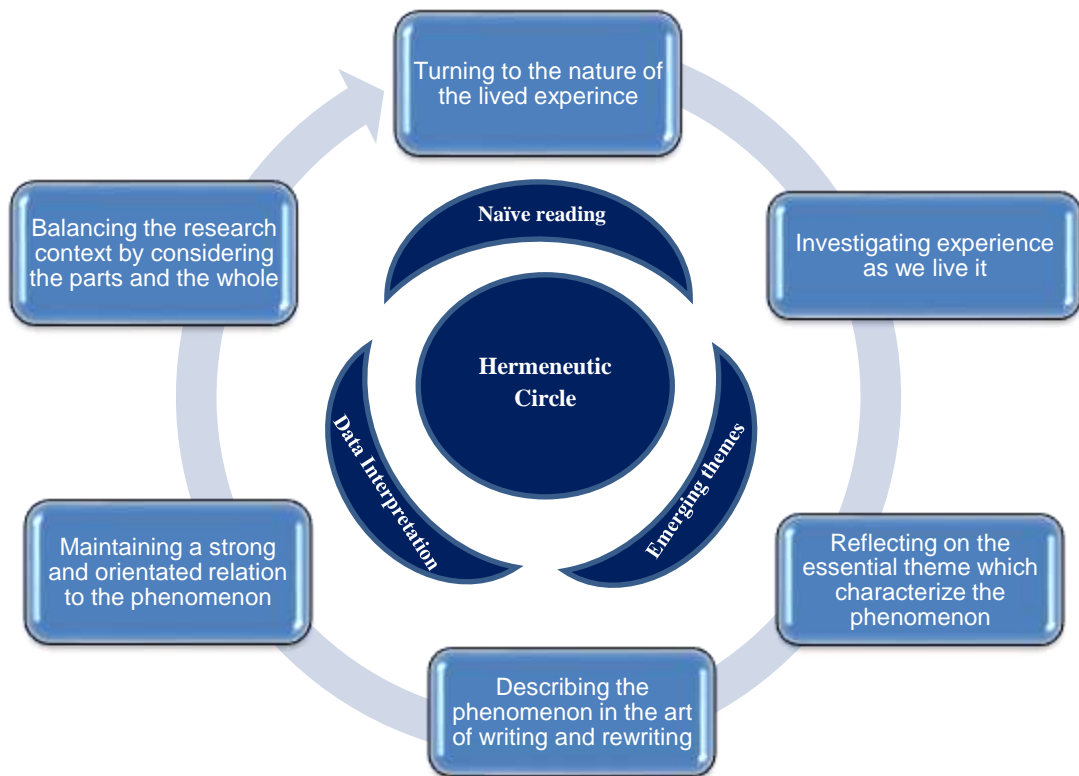 Turning to the nature of
the lived experince
Investigating experience
as we live it
Reflecting on the
essential theme which
characterize the
phenomenon
Describing the
phenomenon in the art
of writing and rewriting
Maintaining a strong
and orientated relation
to the phenomenon
Balancing the research
context by considering
the parts and the whole
Naïve reading
Emerging themes
Data Interpretation
Hermeneutic
Circle